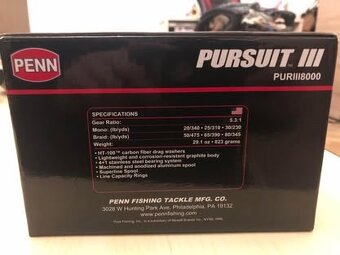 PENN
PURSUIT III
PURIII8000
SPECIFICATIONS
Gear Ratio: 5.3:1
Mono: (lb/yds) 20/340 • 25/310 • 30/230
Braid: (lb/yds) 50/475 • 65/390 • 80/345
Weight: 29.1 oz • 823 grams
• HT-100™ carbon fiber drag washers
• Lightweight and corrosion-resistant graphite body
• 4+1 stainless steel bearing system
• Machined and anodized aluminum spool
• Superline Spool
• Line Capacity Rings
PENN FISHING TACKLE MFG. CO.
3028 W Hunting Park Ave, Philadelphia, PA 19132
www.pennfishing.com